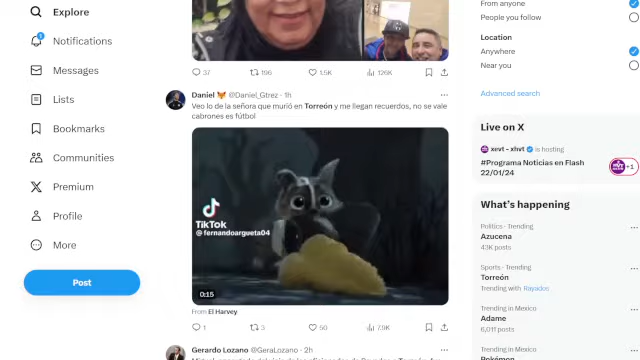 Explore
Notifications
Messages
Lists
Bookmarks
Communities
Premium
Profile
More
Post
37
196
1.5K
126K
Daniel @Daniel_Gtrez · 1h
Veo lo de la señora que murió en Torreón y me llegan recuerdos, no se vale
cabrones es fútbol
TikTok
@fernandoargueta04
0:15
From El Harvey
1
3
50
7.9K
Gerardo Lozano @GeraLozano · 2h
From anyone
People you follow
Location
Anywhere
Near you
Advanced search
Live on X
xevt - xhvt is hosting
#Programa Noticias en Flash
22/01/24
+1
What's happening
Politics · Trending
Azucena
43K posts
Sports · Trending
Torreón
Trending with Rayados
Trending in Mexico
Adame
6,011 posts
Trending in Mexico
Pokémon